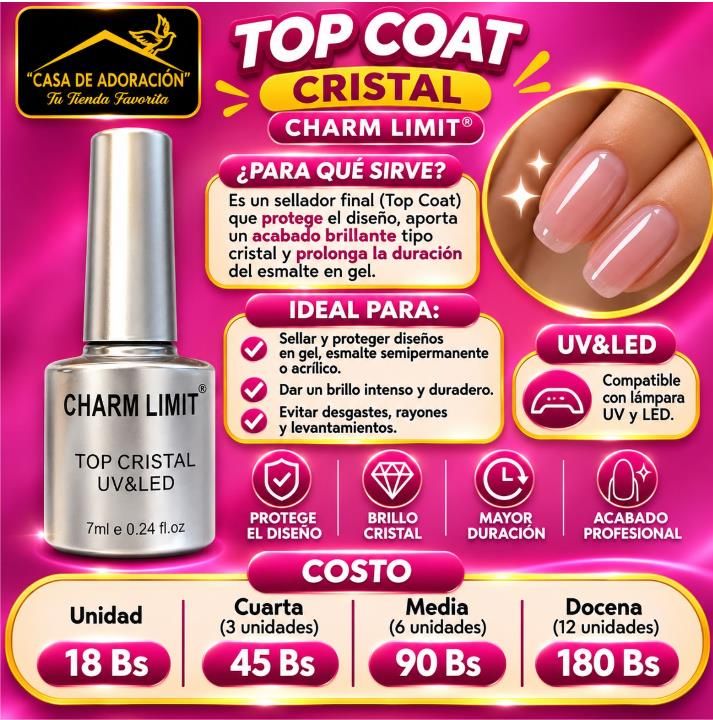 "CASA DE ADORACIÓN"
Tu Tienda Favorita
TOP COAT
CRISTAL
CHARM LIMIT®
¿PARA QUÉ SIRVE?
Es un sellador final (Top Coat)
que protege el diseño, aporta
un acabado brillante tipo
cristal y prolonga la duración
del esmalte en gel.
IDEAL PARA:
Sellar y proteger diseños
en gel, esmalte semipermanente
o acrílico.
Dar un brillo intenso y duradero.
Evitar desgastes, rayones
y levantamientos.
UV&LED
Compatible
con lámpara
UV y LED.
CHARM LIMIT®
TOP CRISTAL
UV&LED
7ml e 0.24 fl.oz
PROTEGE
EL DISEÑO
BRILLO
CRISTAL
MAYOR
DURACIÓN
ACABADO
PROFESIONAL
COSTO
Unidad
18 Bs
Cuarta
(3 unidades)
45 Bs
Media
(6 unidades)
90 Bs
Docena
(12 unidades)
180 Bs